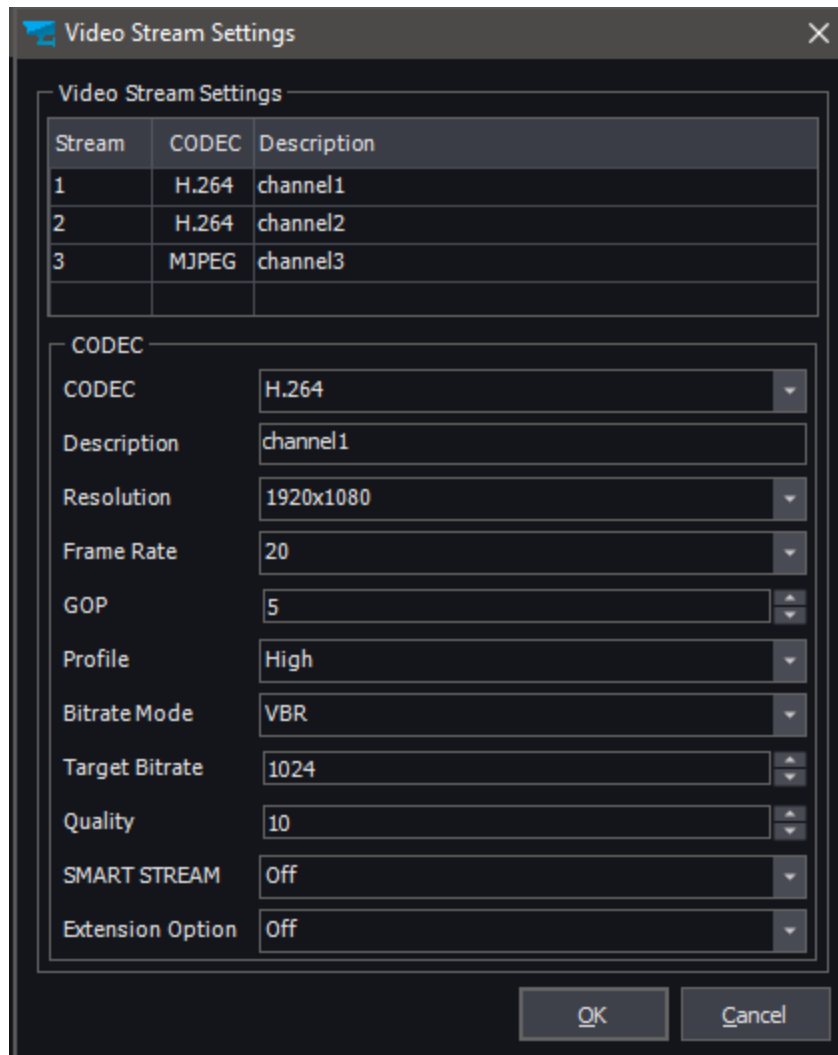 Video Stream Settings
Video Stream Settings
Stream CODEC Description
1 H.264 channel1
2 H.264 channel2
3 MJPEG channel3
CODEC
CODEC H.264
Description channel1
Resolution 1920x1080
Frame Rate 20
GOP 5
Profile High
Bitrate Mode VBR
Target Bitrate 1024
Quality 10
SMART STREAM Off
Extension Option Off
OK Cancel